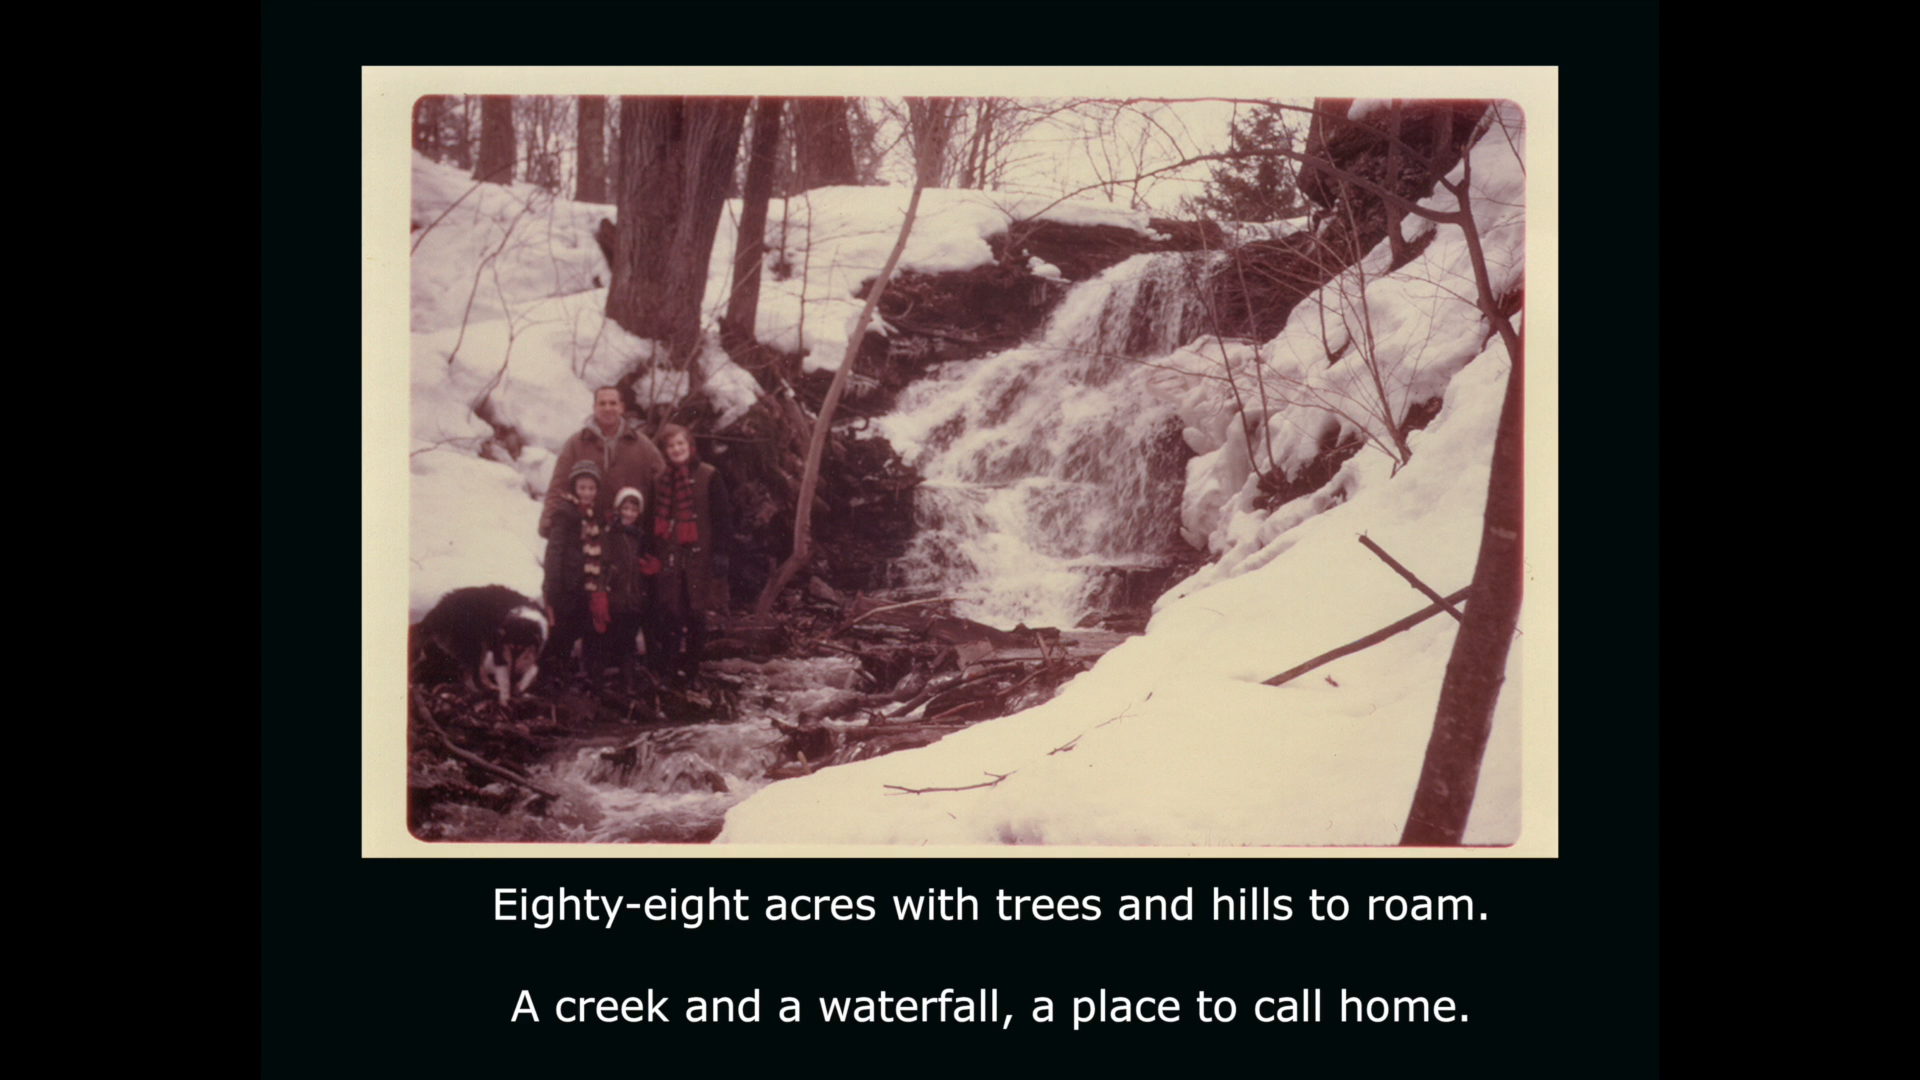 Eighty-eight acres with trees and hills to roam.
A creek and a waterfall, a place to call home.